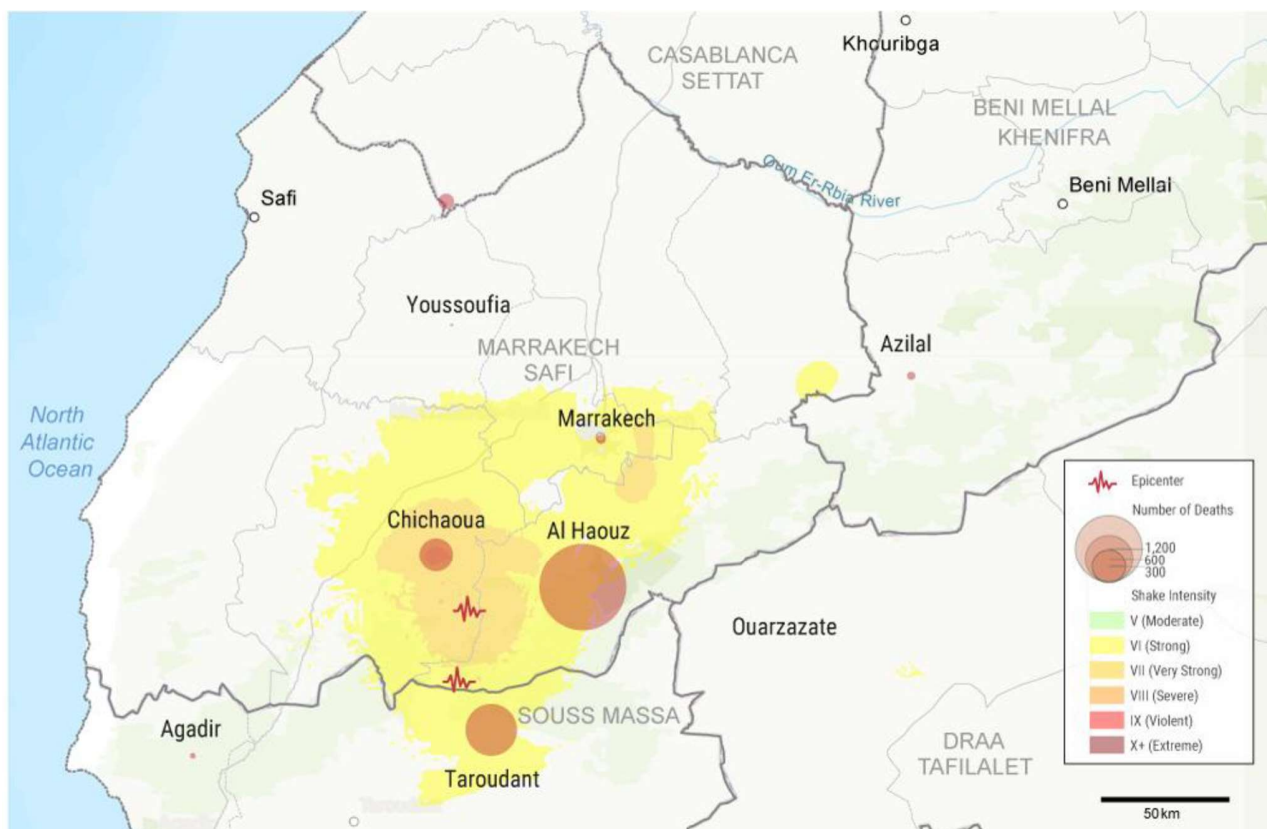 Khouribga
CASABLANCA
SETTAT
BENI MELLAL
KHENIFRA
Oum Er-Rbia River
Safi
Beni Mellal
Youssoufia
MARRAKECH
SAFI
Azilal
North
Atlantic
Ocean
Marrakech
Chichaoua
Al Haouz
Ouarzazate
SOUSS MASSA
Agadir
DRAA
TAFILALET
Taroudant
Epicenter
Number of Deaths
1,200
600
300
Shake Intensity
V (Moderate)
VI (Strong)
VII (Very Strong)
VIII (Severe)
IX (Violent)
X+ (Extreme)
50km